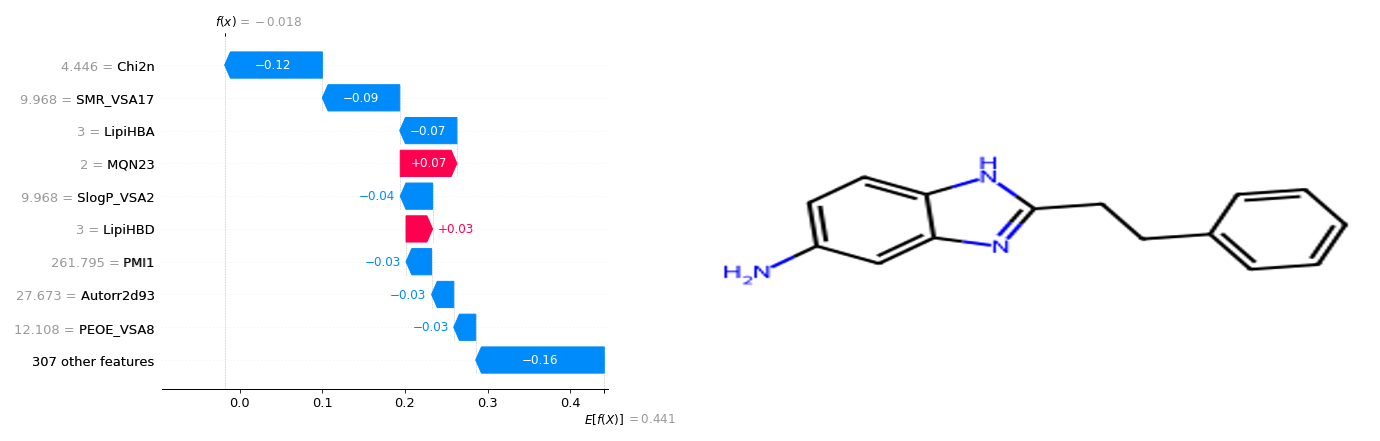 f(x) = −0.018
4.446 = Chi2n
−0.12
9.968 = SMR_VSA17
−0.09
3 = LipiHBA
−0.07
2 = MQN23
+0.07
9.968 = SlogP_VSA2
−0.04
3 = LipiHBD
+0.03
261.795 = PMI1
−0.03
27.673 = Autorr2d93
−0.03
12.108 = PEOE_VSA8
−0.03
307 other features
−0.16
0.0 0.1 0.2 0.3 0.4
E[f(X)] = 0.441
H
N
N
H2N